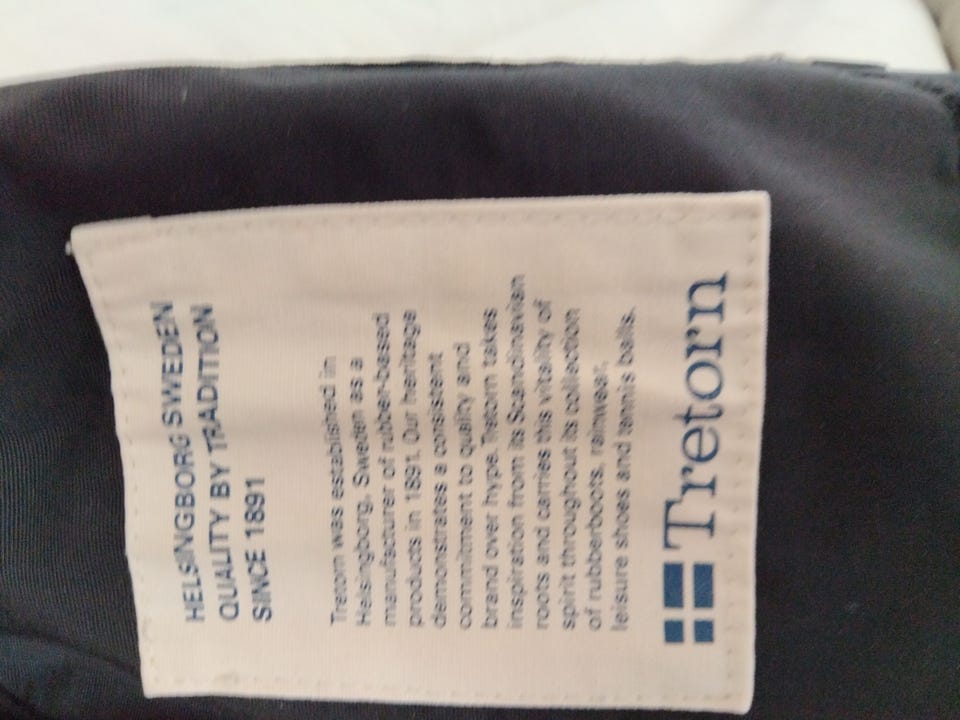 HELSINGBORG SWEDEN
QUALITY BY TRADITION
SINCE 1891
Tretorn was established in
Helsingborg, Sweden as a
manufacturer of rubber-based
products in 1891. Our heritage
demonstrates a consistent
commitment to quality and
brand over hype. Tretorn takes
inspiration from its Scandinavian
roots and carries this vitality of
spirit throughout its collection
of rubberboots, rainwear,
leisure shoes and tennis balls.
Tretorn